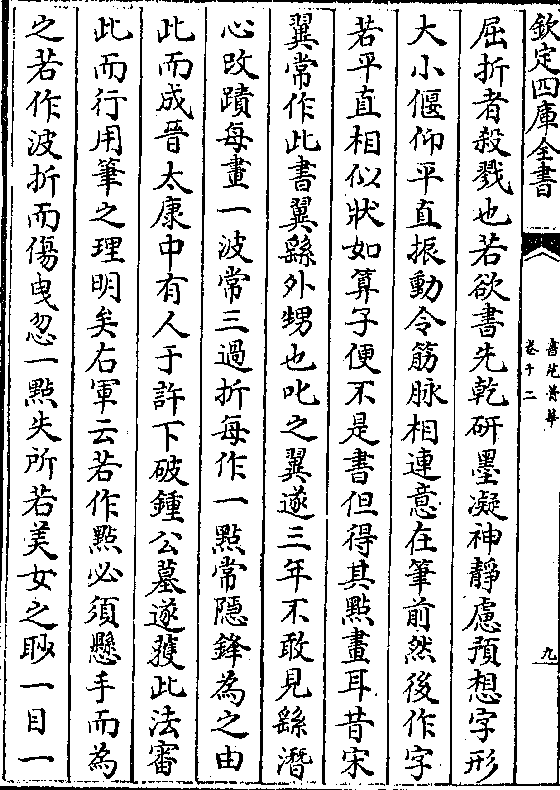 欽定四庫全書
書苑菁華
卷十二
九
屈折者殺戮也若欲書先乾研墨凝神靜慮預想字形
大小偃仰平直振動令筋脉相連意在筆前然後作字
若平直相似狀如算子便不是書但得其點畫耳昔宋
翼常作此書翼繇外甥也叱之翼遂三年不敢見繇潛
心改蹟每畫一波常三過折每作一點常隱鋒為之由
此而成晉太康中有人于許下破鍾公墓遂獲此法審
此而行用筆之理明矣右軍云若作點必須懸手而為
之若作波折而傷曳忽一點失所若美女之眇一目一